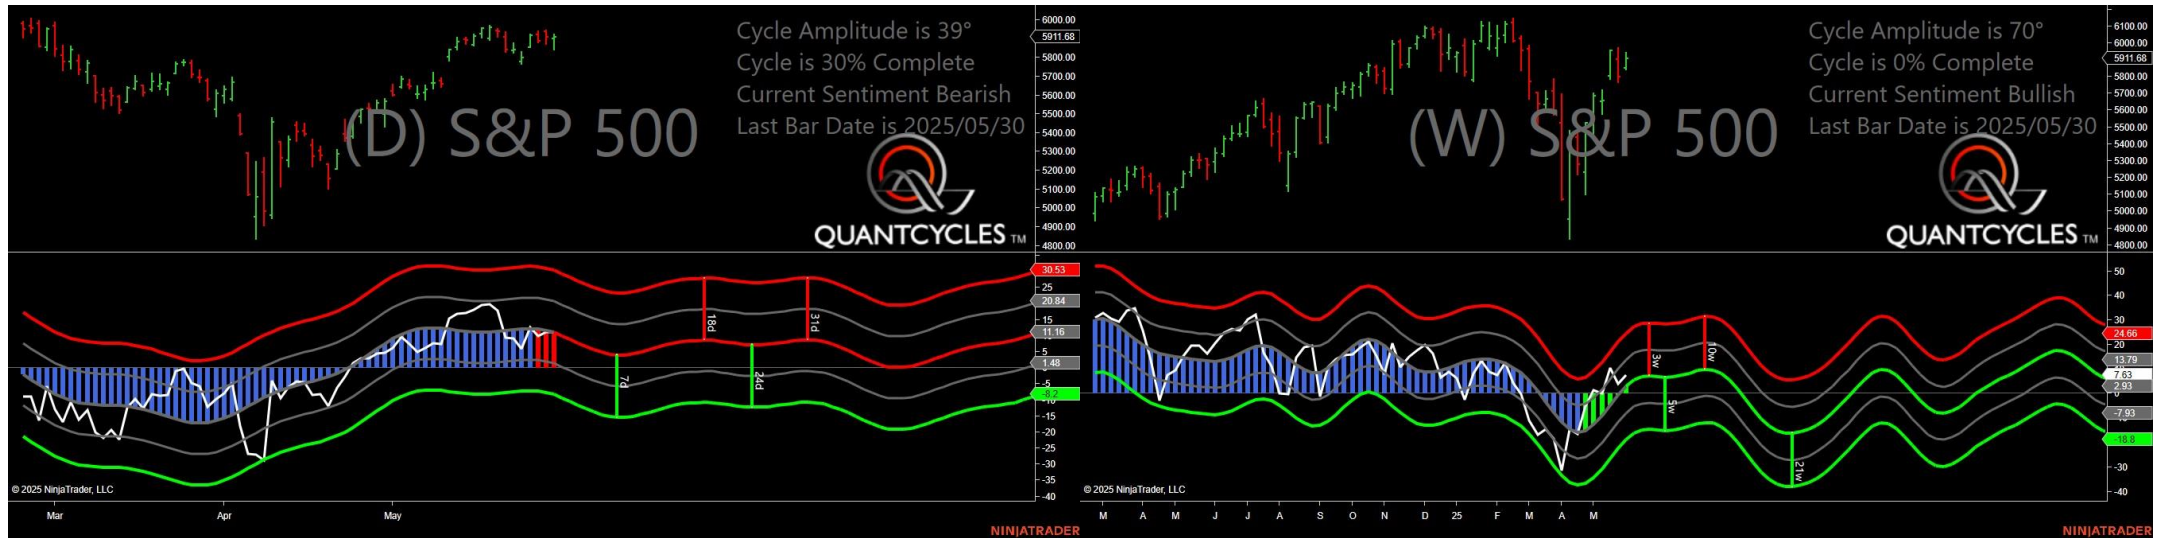 Cycle Amplitude is 39°
Cycle is 30% Complete
Current Sentiment Bearish
Last Bar Date is 2025/05/30
(D) S&P 500
QUANTCYCLES TM
6000.00
5911.68
5800.00
5700.00
5600.00
5500.00
5400.00
5300.00
5200.00
5100.00
5000.00
4900.00
4800.00
30.53
25
20.84
15
11.16
5
1.48
-5
-8.2
-10
-15
-20
-25
-30
-35
-40
7d
18d
24d
31d
© 2025 NinjaTrader, LLC
Mar Apr May
NINJATRADER
Cycle Amplitude is 70°
Cycle is 0% Complete
Current Sentiment Bullish
Last Bar Date is 2025/05/30
(W) S&P 500
QUANTCYCLES TM
6100.00
6000.00
5911.68
5800.00
5700.00
5600.00
5500.00
5400.00
5300.00
5200.00
5100.00
5000.00
4900.00
4800.00
50
40
30
24.66
20
13.79
7.63
2.93
0
-7.93
-18.8
-30
-40
3w
5w
10w
21w
© 2025 NinjaTrader, LLC
M A M J J A S O N D 25 F M A M
NINJATRADER